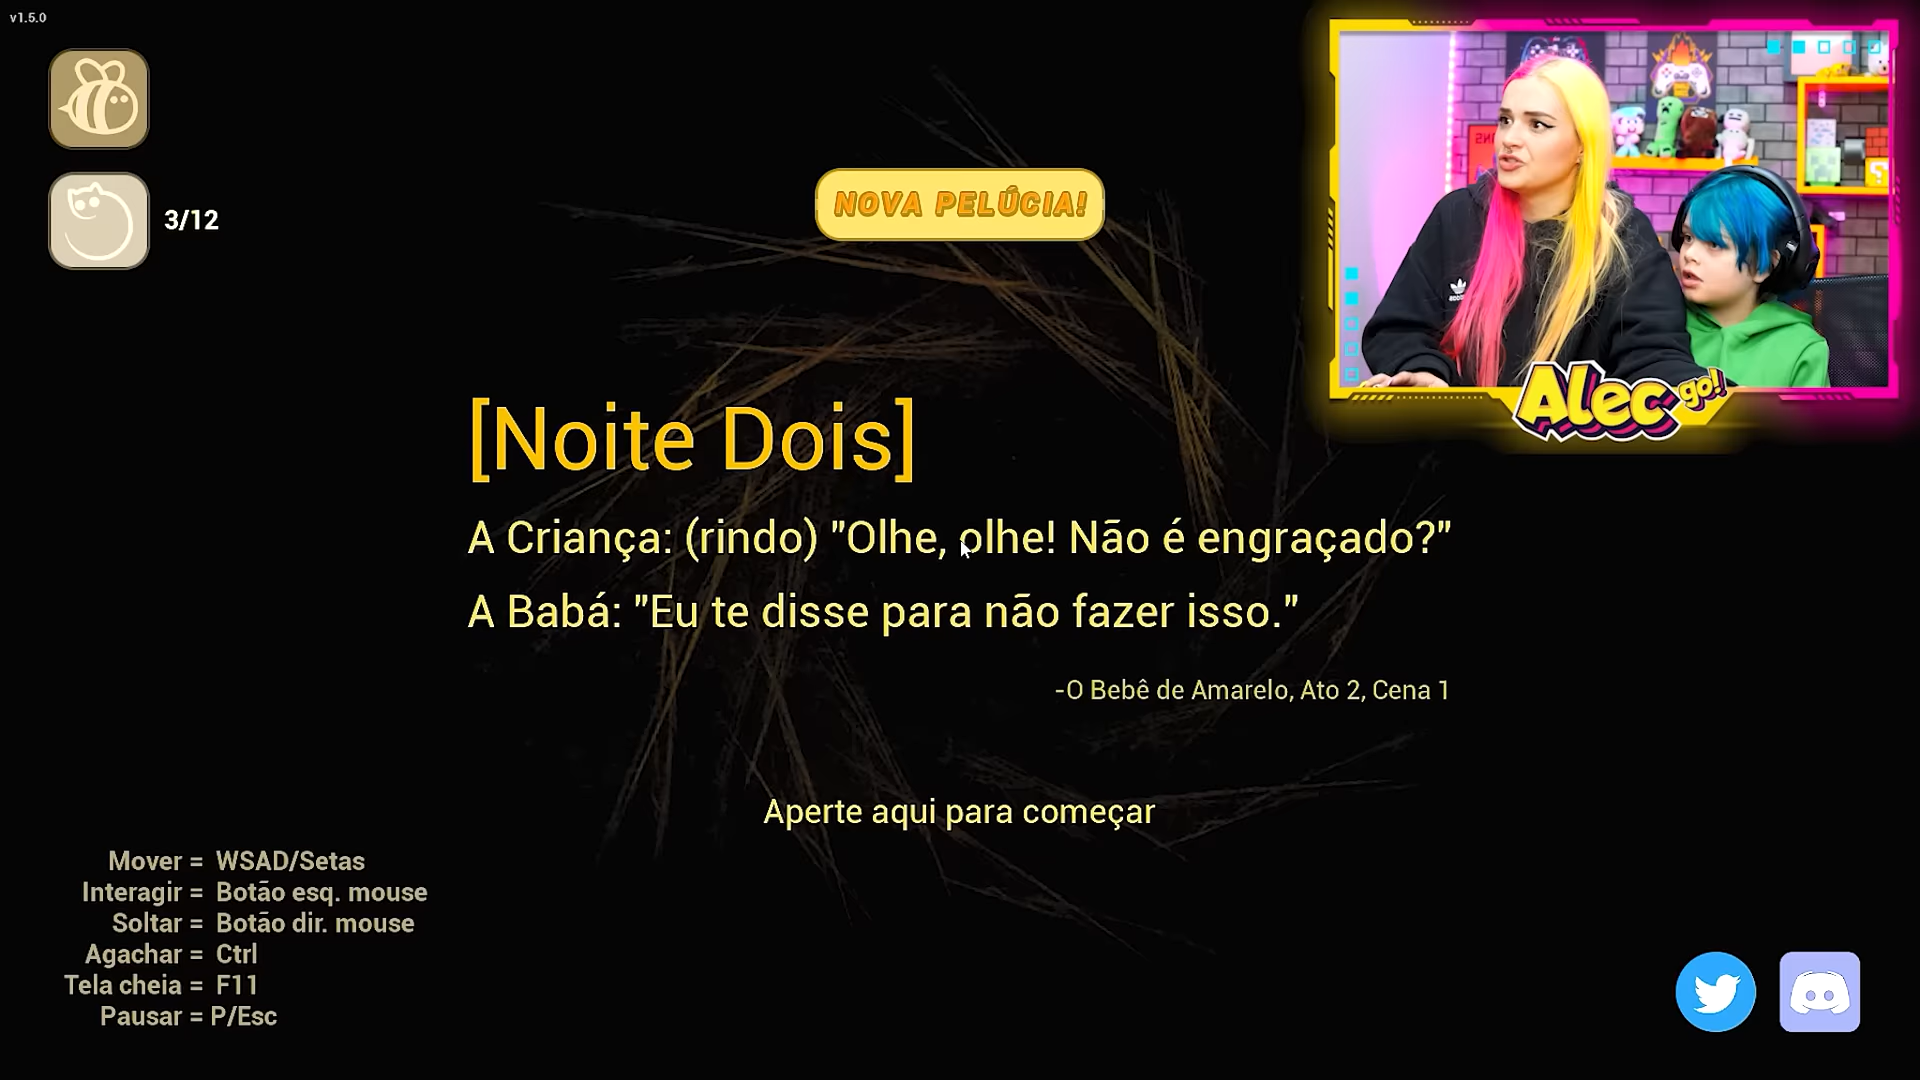 v1.5.0
3/12
NOVA PELÚCIA!
Alec go!
[Noite Dois]
A Criança: (rindo) "Olhe, olhe! Não é engraçado?"
A Babá: "Eu te disse para não fazer isso."
-O Bebê de Amarelo, Ato 2, Cena 1
Aperte aqui para começar
Mover = WSAD/Setas
Interagir = Botão esq. mouse
Soltar = Botão dir. mouse
Agachar = Ctrl
Tela cheia = F11
Pausar = P/Esc